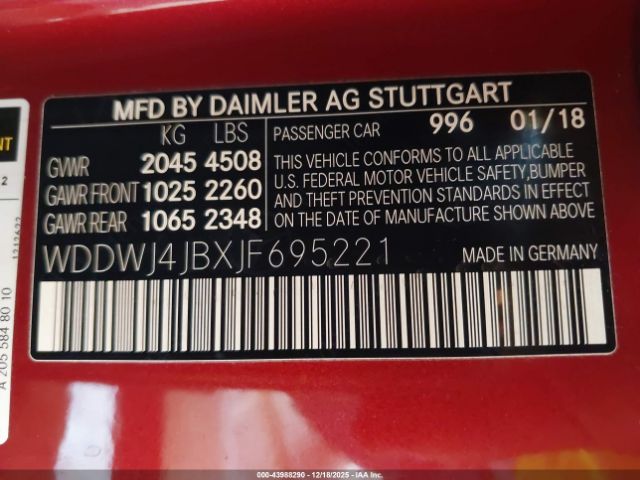 MFD BY DAIMLER AG STUTTGART
KG LBS
GVWR 2045 4508
GAWR FRONT 1025 2260
GAWR REAR 1065 2348
PASSENGER CAR 996 01/18
THIS VEHICLE CONFORMS TO ALL APPLICABLE
U.S. FEDERAL MOTOR VEHICLE SAFETY,BUMPER
AND THEFT PREVENTION STANDARDS IN EFFECT
ON THE DATE OF MANUFACTURE SHOWN ABOVE
WDDWJ4JBXJF695221
MADE IN GERMANY
A 205 584 80 10
000-43988290 - 12/18/2025 - IAAI.CA